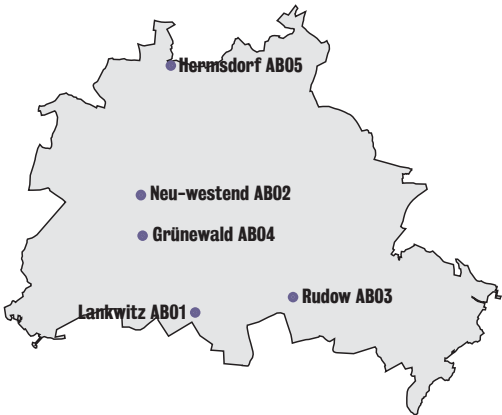 Hermsdorf AB05
Neu-westend AB02
Grünewald AB04
Rudow AB03
Lankwitz AB01